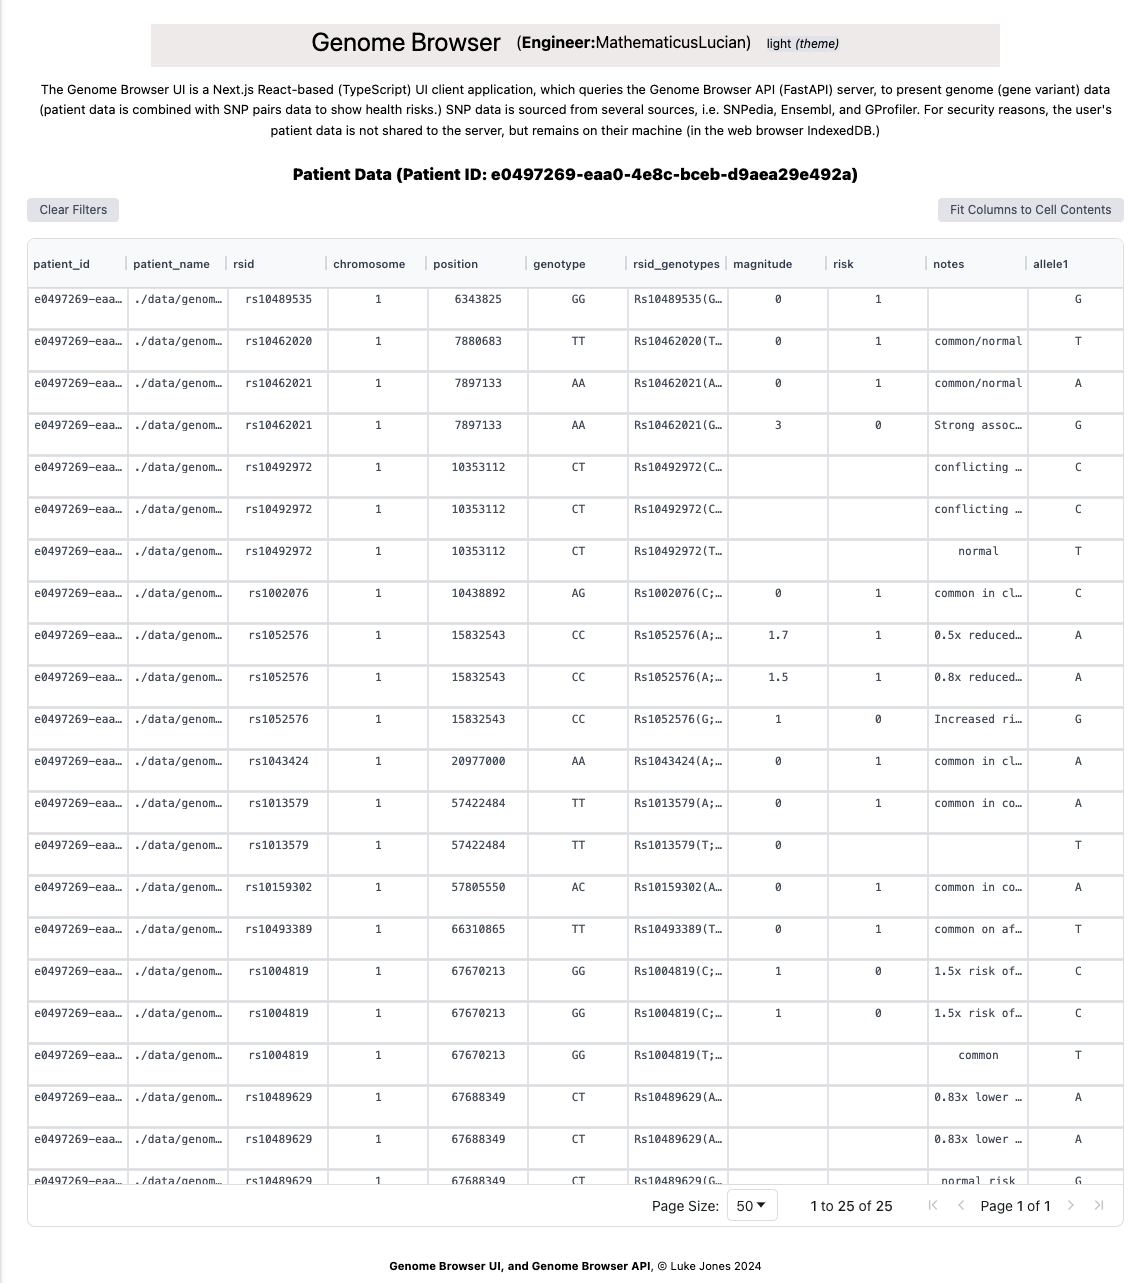 Genome Browser (Engineer:MathematicusLucian) light (theme)
The Genome Browser UI is a Next.js React-based (TypeScript) UI client application, which queries the Genome Browser API (FastAPI) server, to present genome (gene variant) data
(patient data is combined with SNP pairs data to show health risks.) SNP data is sourced from several sources, i.e. SNPedia, Ensembl, and GProfiler. For security reasons, the user's
patient data is not shared to the server, but remains on their machine (in the web browser IndexedDB.)
Patient Data (Patient ID: e0497269-eaa0-4e8c-bceb-d9aea29e492a)
Clear Filters Fit Columns to Cell Contents
patient_id patient_name rsid chromosome position genotype rsid_genotypes magnitude risk notes allele1
e0497269-eaa… ./data/genom… rs10489535 1 6343825 GG Rs10489535(G… 0 1 G
e0497269-eaa… ./data/genom… rs10462020 1 7880683 TT Rs10462020(T… 0 1 common/normal T
e0497269-eaa… ./data/genom… rs10462021 1 7897133 AA Rs10462021(A… 0 1 common/normal A
e0497269-eaa… ./data/genom… rs10462021 1 7897133 AA Rs10462021(G… 3 0 Strong assoc… G
e0497269-eaa… ./data/genom… rs10492972 1 10353112 CT Rs10492972(C… conflicting … C
e0497269-eaa… ./data/genom… rs10492972 1 10353112 CT Rs10492972(C… conflicting … C
e0497269-eaa… ./data/genom… rs10492972 1 10353112 CT Rs10492972(T… normal T
e0497269-eaa… ./data/genom… rs1002076 1 10438892 AG Rs1002076(C;… 0 1 common in cl… C
e0497269-eaa… ./data/genom… rs1052576 1 15832543 CC Rs1052576(A;… 1.7 1 0.5x reduced… A
e0497269-eaa… ./data/genom… rs1052576 1 15832543 CC Rs1052576(A;… 1.5 1 0.8x reduced… A
e0497269-eaa… ./data/genom… rs1052576 1 15832543 CC Rs1052576(G;… 1 0 Increased ri… G
e0497269-eaa… ./data/genom… rs1043424 1 20977000 AA Rs1043424(A;… 0 1 common in cl… A
e0497269-eaa… ./data/genom… rs1013579 1 57422484 TT Rs1013579(A;… 0 1 common in co… A
e0497269-eaa… ./data/genom… rs1013579 1 57422484 TT Rs1013579(T;… 0 T
e0497269-eaa… ./data/genom… rs10159302 1 57805550 AC Rs10159302(A… 0 1 common in co… A
e0497269-eaa… ./data/genom… rs10493389 1 66310865 TT Rs10493389(T… 0 1 common on af… T
e0497269-eaa… ./data/genom… rs1004819 1 67670213 GG Rs1004819(C;… 1 0 1.5x risk of… C
e0497269-eaa… ./data/genom… rs1004819 1 67670213 GG Rs1004819(C;… 1 0 1.5x risk of… C
e0497269-eaa… ./data/genom… rs1004819 1 67670213 GG Rs1004819(T;… common T
e0497269-eaa… ./data/genom… rs10489629 1 67688349 CT Rs10489629(A… 0.83x lower … A
e0497269-eaa… ./data/genom… rs10489629 1 67688349 CT Rs10489629(A… 0.83x lower … A
e0497269-eaa… ./data/genom… rs10489629 1 67688349 CT Rs10489629(G… normal risk G
Page Size: 50 1 to 25 of 25 Page 1 of 1
Genome Browser UI, and Genome Browser API, © Luke Jones 2024